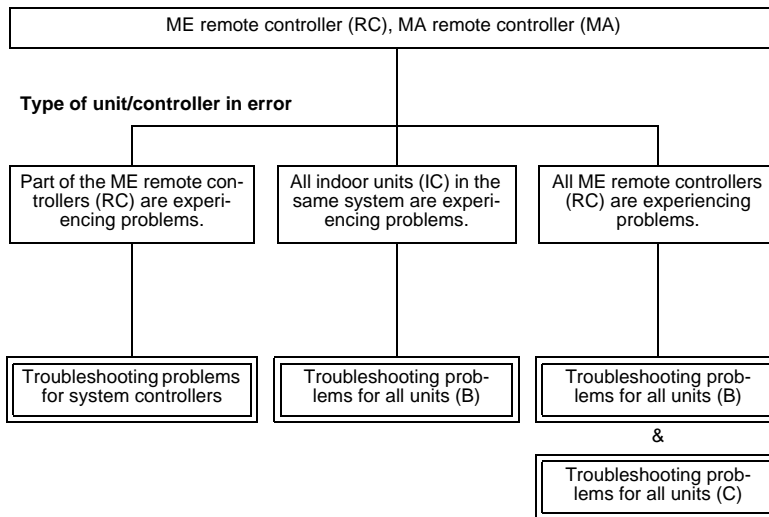 ME remote controller (RC), MA remote controller (MA)
Type of unit/controller in error
Part of the ME remote con-
trollers (RC) are experi-
encing problems.
All indoor units (IC) in the
same system are experi-
encing problems.
All ME remote controllers
(RC) are experiencing
problems.
Troubleshooting problems
for system controllers
Troubleshooting prob-
lems for all units (B)
Troubleshooting prob-
lems for all units (B)
&
Troubleshooting prob-
lems for all units (C)